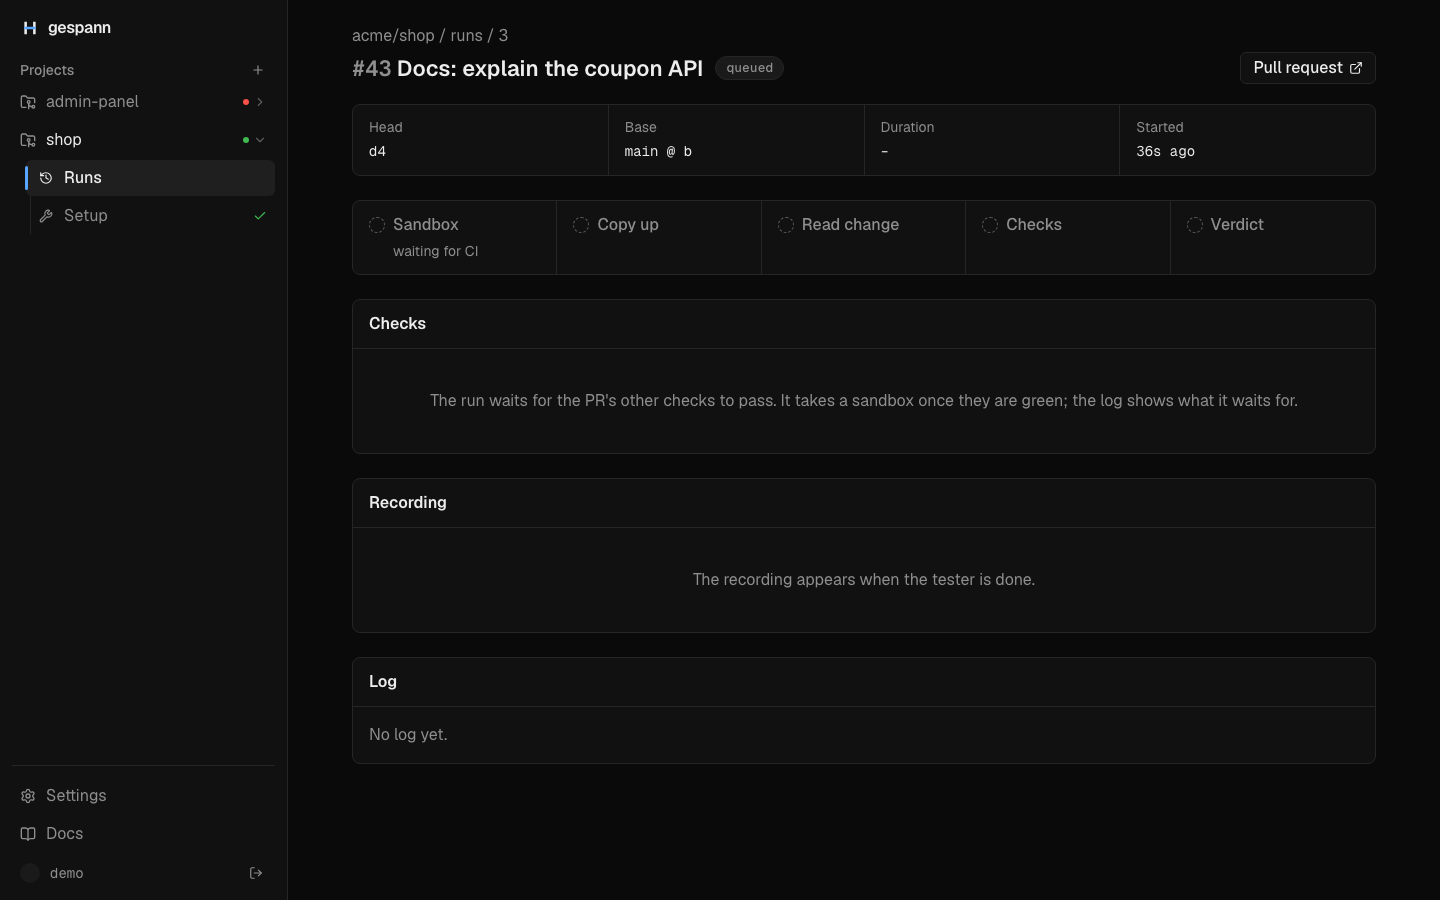 gespann
Projects
admin-panel
shop
Runs
Setup
Settings
Docs
demo
acme/shop / runs / 3
#43 Docs: explain the coupon API
queued
Pull request
Head
d4
Base
main @ b
Duration
–
Started
36s ago
Sandbox
waiting for CI
Copy up
Read change
Checks
Verdict
Checks
The run waits for the PR's other checks to pass. It takes a sandbox once they are green; the log shows what it waits for.
Recording
The recording appears when the tester is done.
Log
No log yet.